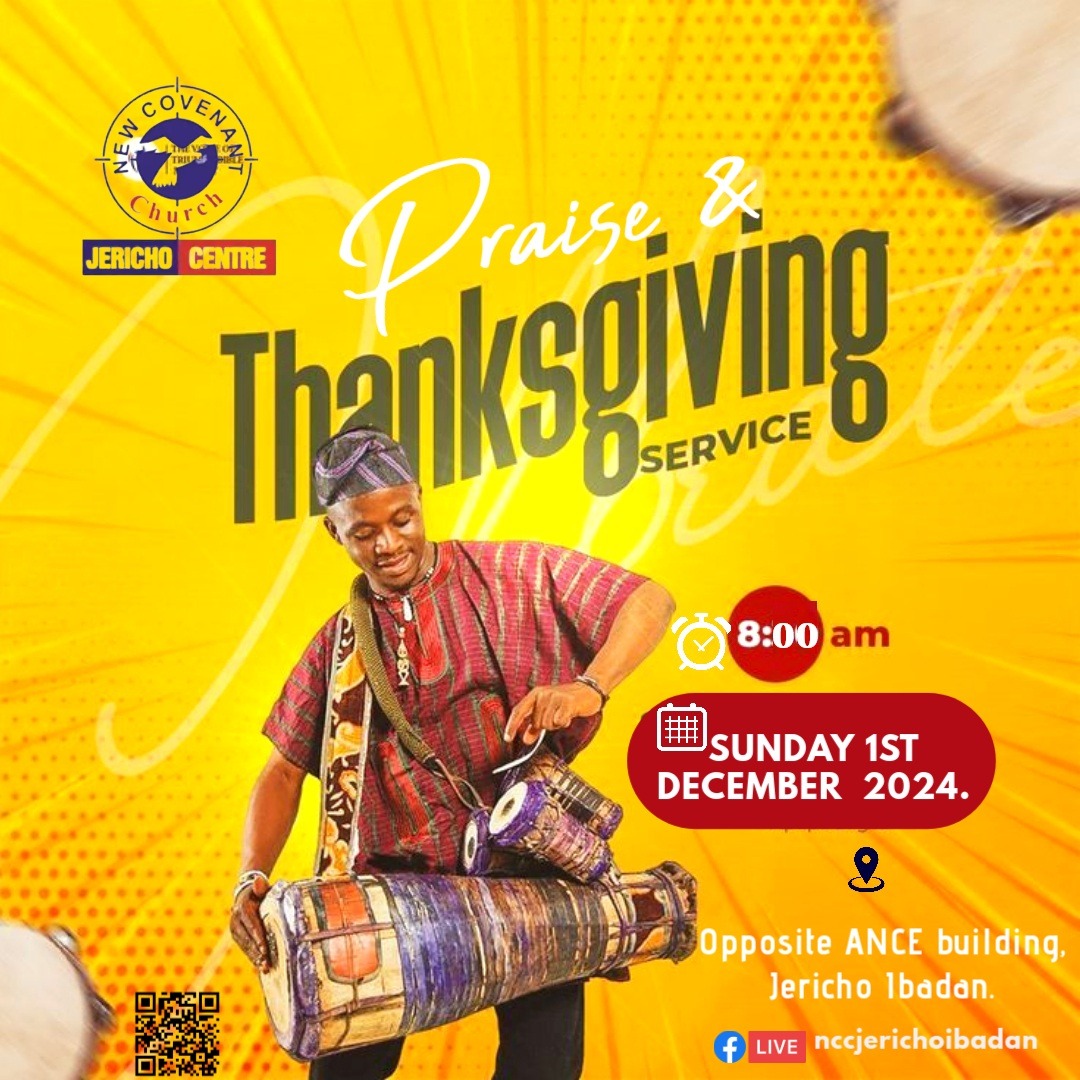 NEW COVENANT
Church
JERICHO CENTRE
Praise &
Thanksgiving
SERVICE
8:00 am
SUNDAY 1ST
DECEMBER 2024.
Opposite ANCE building,
Jericho Ibadan.
LIVE nccjerichoibadan